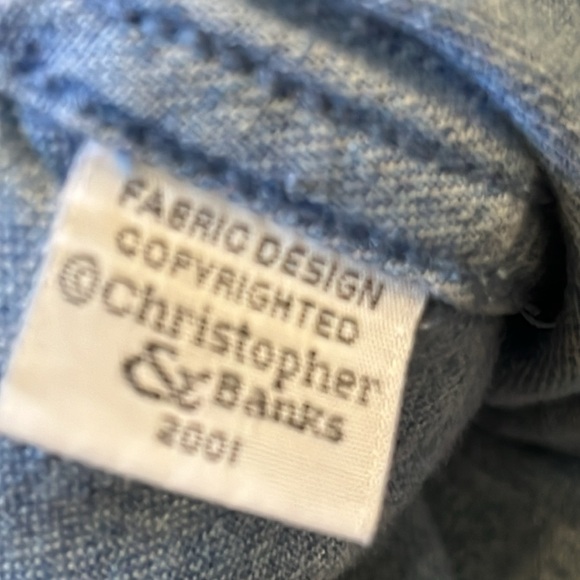 FABRIC DESIGN
COPYRIGHTED
©Christopher
& Banks
2001